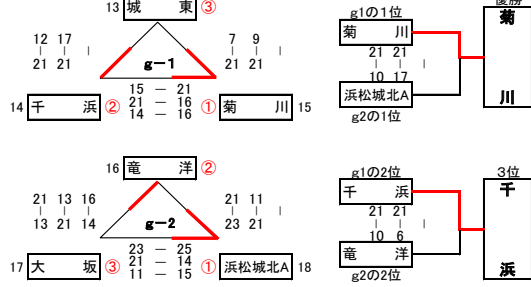 13 城 東 ③
12 17
| |
21 21
7 9
| | |
21 21
g-1
15 － 21
21 － 16
14 － 16
14 千 浜 ②
① 菊 川 15
g1の1位
菊 川
21 21
| | |
10 17
浜松城北A
g2の1位
優勝
菊
川
16 竜 洋 ②
21 13 16
| | |
13 21 14
21 11
| | |
23 21
g-2
23 － 25
21 － 14
11 － 15
17 大 坂 ③
① 浜松城北A 18
g1の2位
千 浜
21 21
| | |
10 6
竜 洋
g2の2位
3位
千
浜